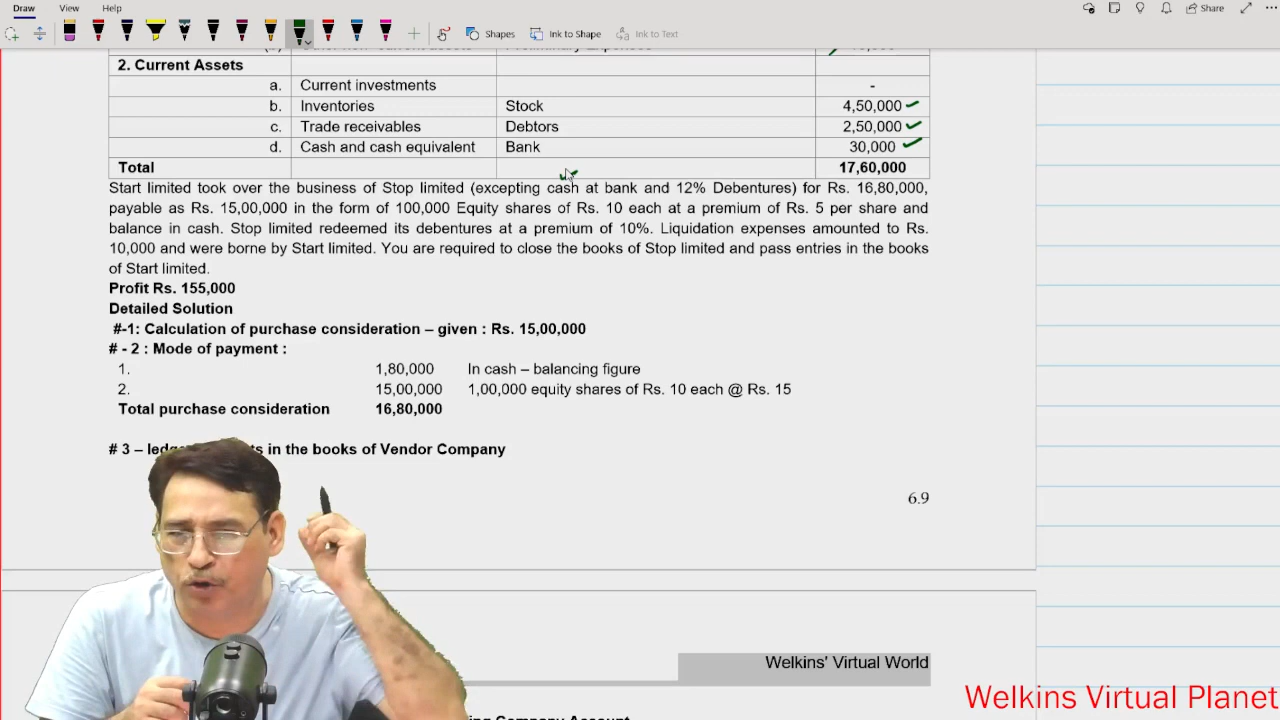 Draw View Help Share
Shapes Ink to Shape Ink to Text
2. Current Assets
a. Current investments -
b. Inventories Stock 4,50,000
c. Trade receivables Debtors 2,50,000
d. Cash and cash equivalent Bank 30,000
Total 17,60,000
Start limited took over the business of Stop limited (excepting cash at bank and 12% Debentures) for Rs. 16,80,000,
payable as Rs. 15,00,000 in the form of 100,000 Equity shares of Rs. 10 each at a premium of Rs. 5 per share and
balance in cash. Stop limited redeemed its debentures at a premium of 10%. Liquidation expenses amounted to Rs.
10,000 and were borne by Start limited. You are required to close the books of Stop limited and pass entries in the books
of Start limited.
Profit Rs. 155,000
Detailed Solution
#-1: Calculation of purchase consideration – given : Rs. 15,00,000
# - 2 : Mode of payment :
1. 1,80,000 In cash – balancing figure
2. 15,00,000 1,00,000 equity shares of Rs. 10 each @ Rs. 15
Total purchase consideration 16,80,000
# 3 – in the books of Vendor Company
6.9
Welkins' Virtual World
Welkins Virtual Planet
Company Account